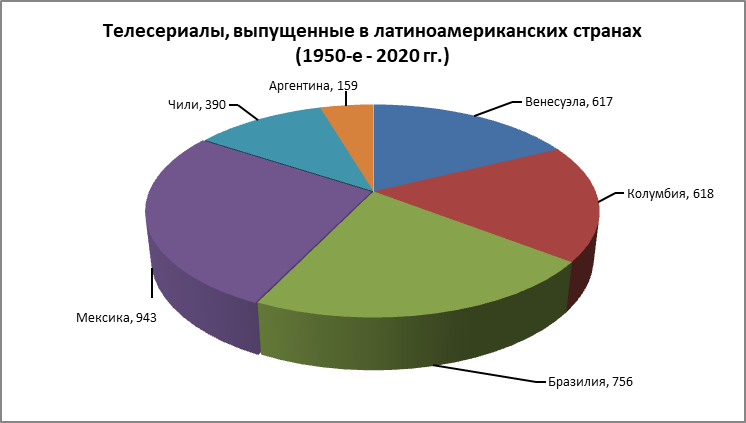 Телесериалы, выпущенные в латиноамериканских странах
(1950-е - 2020 гг.)
Аргентина, 159
Чили, 390
Венесуэла, 617
Колумбия, 618
Мексика, 943
Бразилия, 756